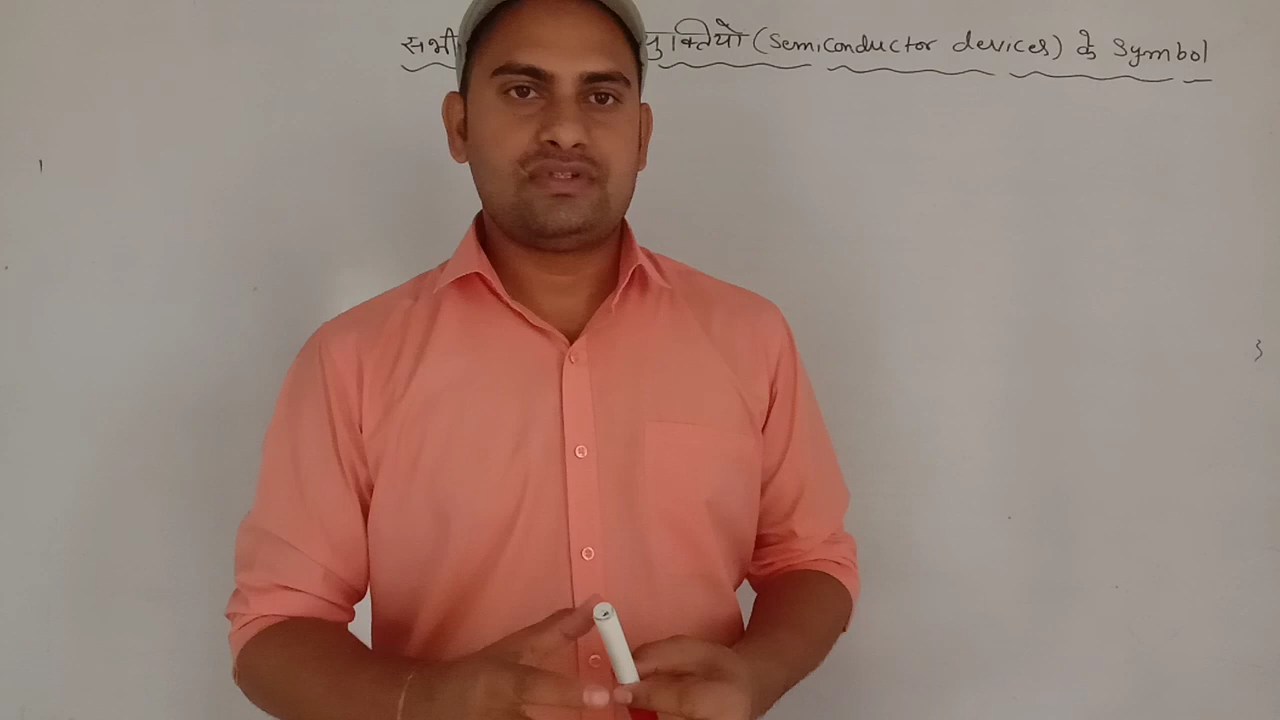 सभी युक्तियो (Semiconductor devices) के Symbol